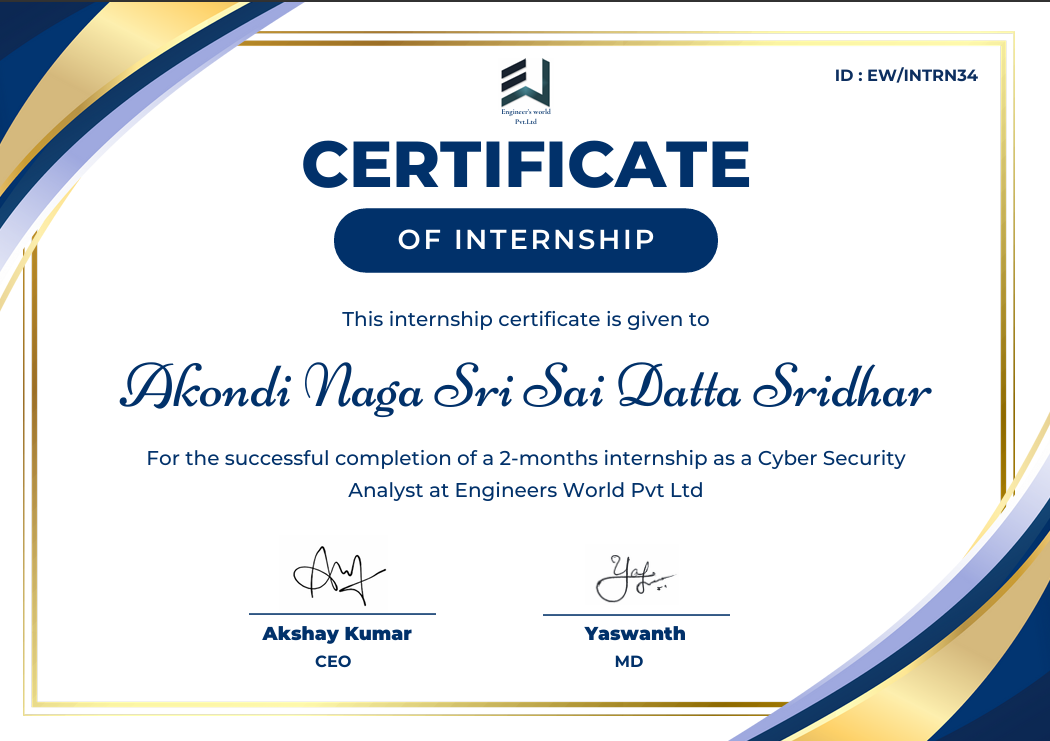 ID : EW/INTRN34
Engineer's world
Pvt.Ltd
CERTIFICATE
OF INTERNSHIP
This internship certificate is given to
Akondi Naga Sri Sai Datta Sridhar
For the successful completion of a 2-months internship as a Cyber Security
Analyst at Engineers World Pvt Ltd
Akshay Kumar
CEO
Yaswanth
MD